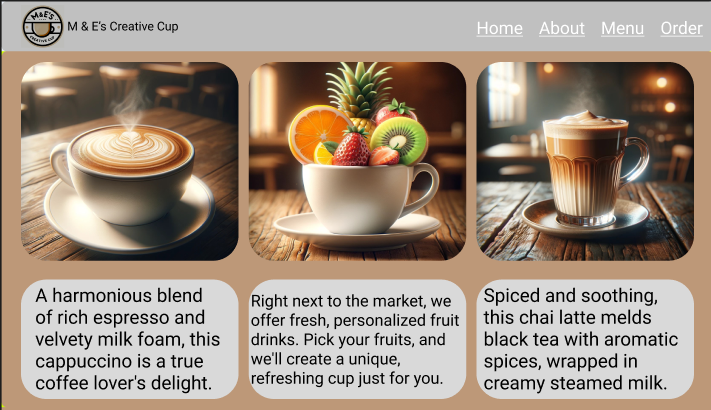 M & E'S
CREATIVE CUP
M & E's Creative Cup
Home About Menu Order
A harmonious blend
of rich espresso and
velvety milk foam, this
cappuccino is a true
coffee lover's delight.
Right next to the market, we
offer fresh, personalized fruit
drinks. Pick your fruits, and
we'll create a unique,
refreshing cup just for you.
Spiced and soothing,
this chai latte melds
black tea with aromatic
spices, wrapped in
creamy steamed milk.